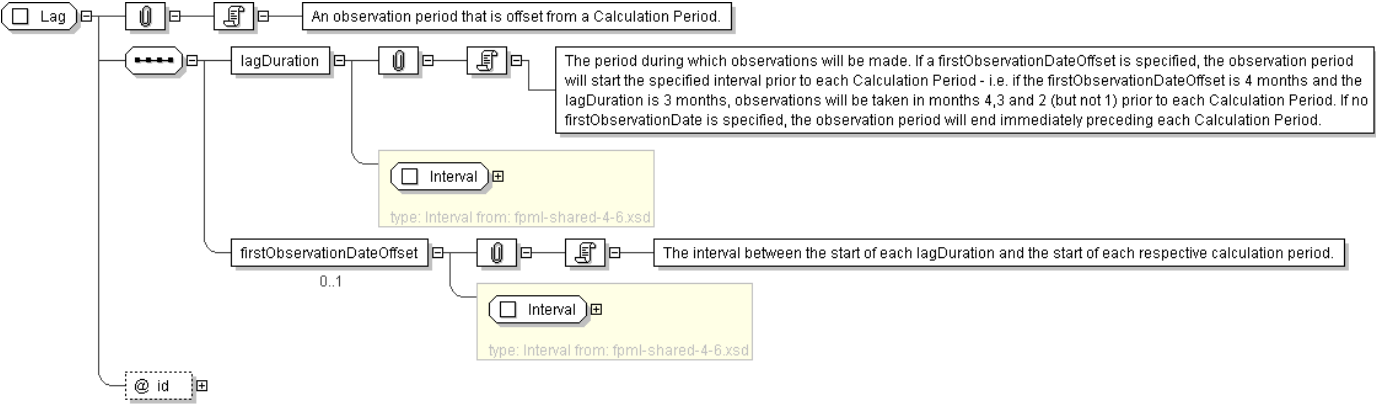 Lag
An observation period that is offset from a Calculation Period.
lagDuration
The period during which observations will be made. If a firstObservationDateOffset is specified, the observation period
will start the specified interval prior to each Calculation Period - i.e. if the firstObservationDateOffset is 4 months and the
lagDuration is 3 months, observations will be taken in months 4,3 and 2 (but not 1) prior to each Calculation Period. If no
firstObservationDate is specified, the observation period will end immediately preceding each Calculation Period.
Interval
type: Interval from: fpml-shared-4-6.xsd
firstObservationDateOffset
0..1
The interval between the start of each lagDuration and the start of each respective calculation period.
Interval
type: Interval from: fpml-shared-4-6.xsd
@ id